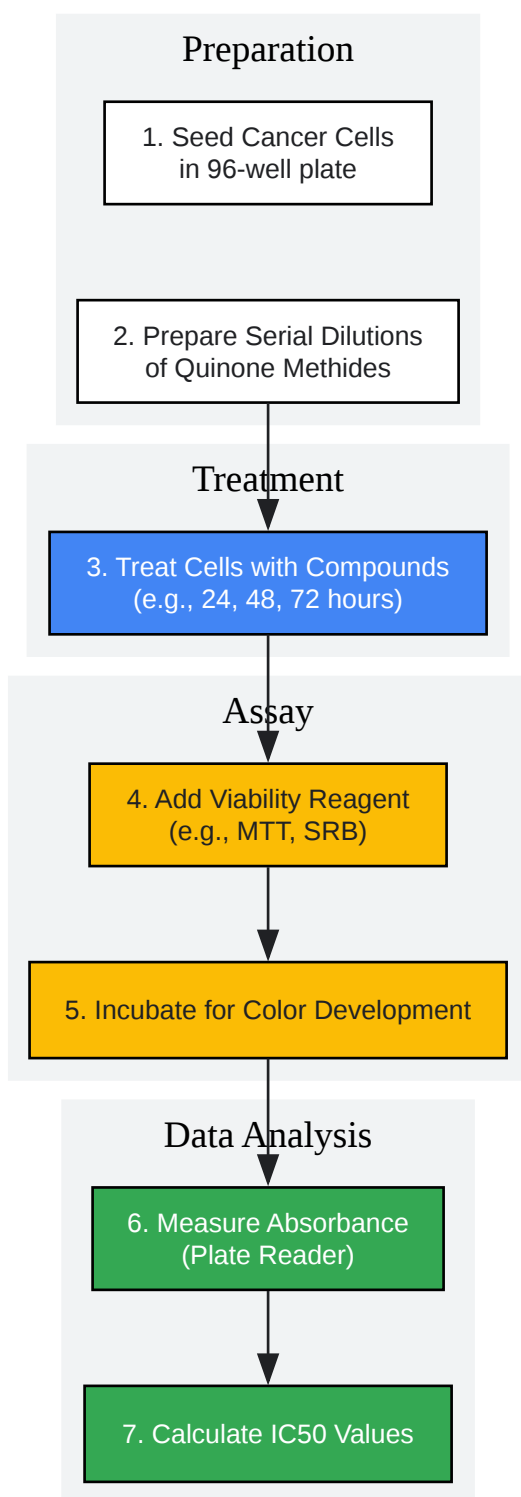 Preparation
1. Seed Cancer Cells
in 96-well plate
2. Prepare Serial Dilutions
of Quinone Methides
Treatment
3. Treat Cells with Compounds
(e.g., 24, 48, 72 hours)
Assay
4. Add Viability Reagent
(e.g., MTT, SRB)
5. Incubate for Color Development
Data Analysis
6. Measure Absorbance
(Plate Reader)
7. Calculate IC50 Values